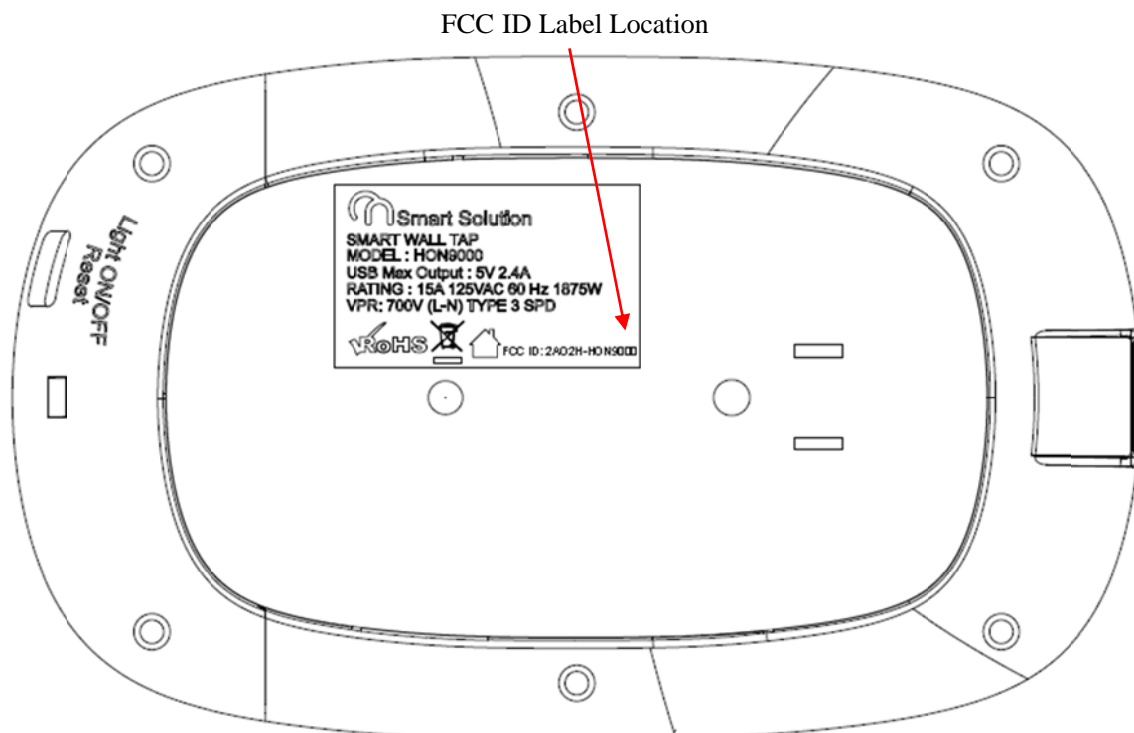 FCC ID Label Location
Smart Solution
SMART WALL TAP
MODEL : HON9000
USB Max Output : 5V 2.4A
RATING : 15A 125VAC 60 Hz 1875W
VPR: 700V (L-N) TYPE 3 SPD
RoHS
FCC ID: 2AO2H-HON9000
Light ON/OFF
Reset